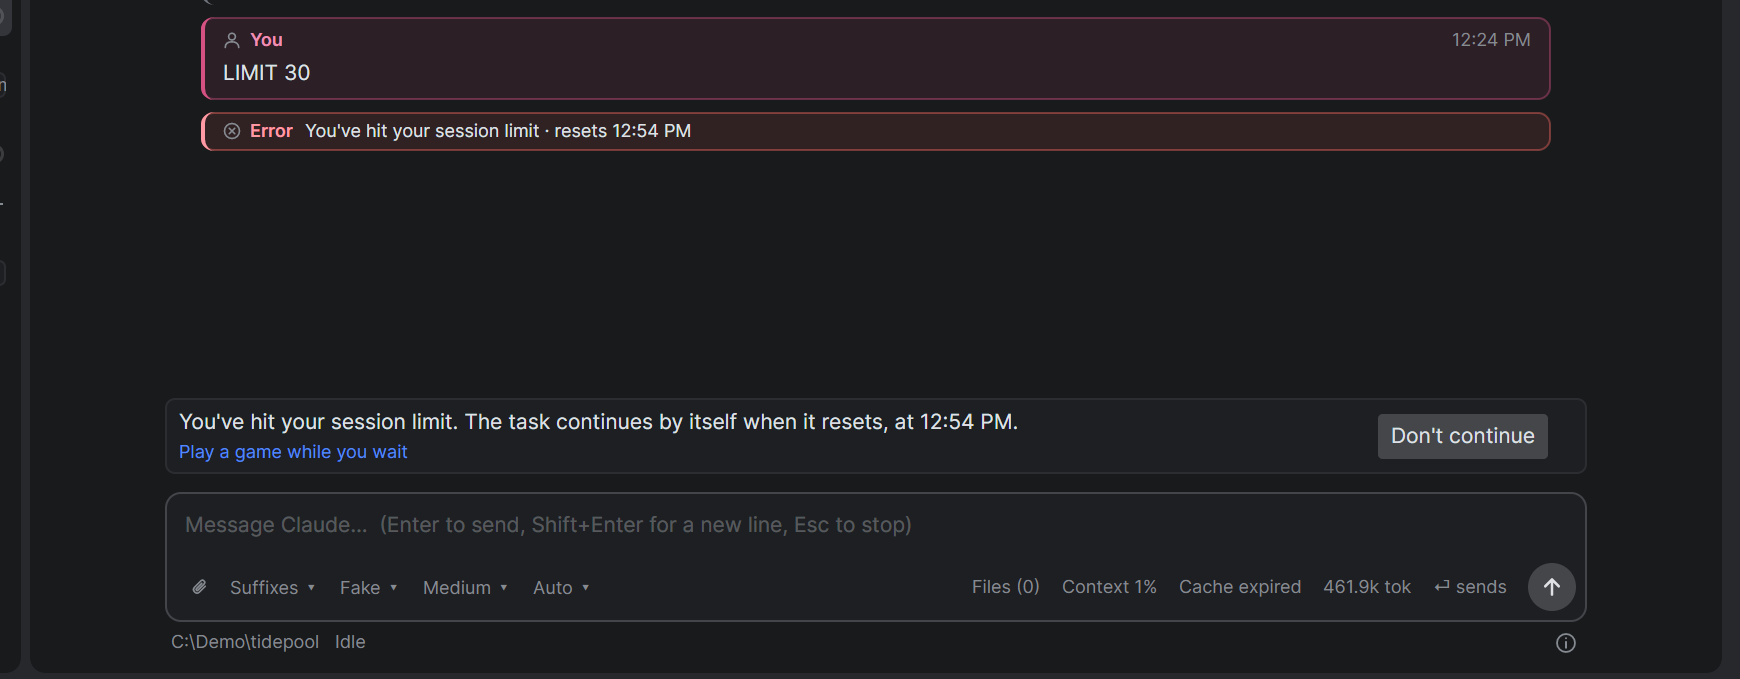 You
12:24 PM
LIMIT 30
Error You've hit your session limit · resets 12:54 PM
You've hit your session limit. The task continues by itself when it resets, at 12:54 PM.
Play a game while you wait
Don't continue
Message Claude... (Enter to send, Shift+Enter for a new line, Esc to stop)
Suffixes ▾ Fake ▾ Medium ▾ Auto ▾
Files (0) Context 1% Cache expired 461.9k tok ↵ sends
C:\Demo\tidepool Idle